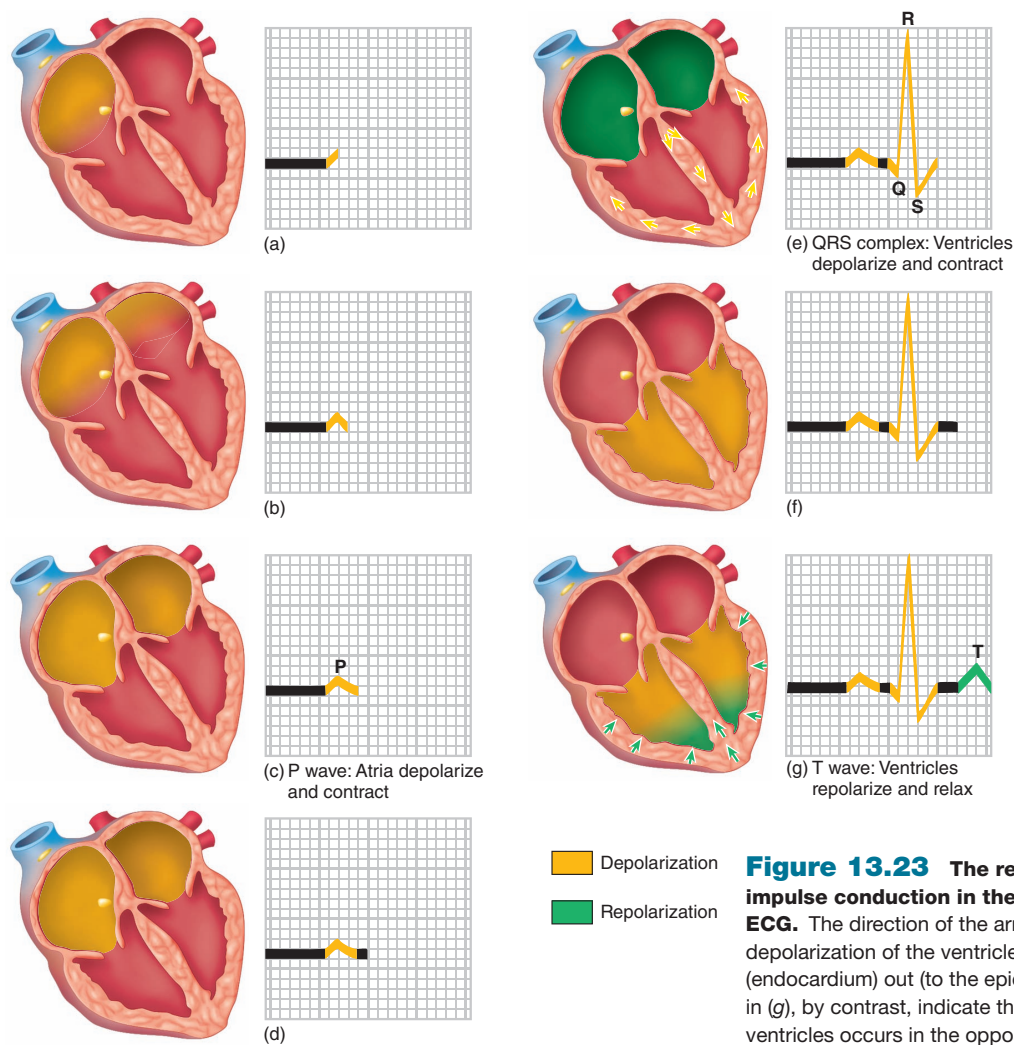 (a)
(b)
P
(c) P wave: Atria depolarize
and contract
(d)
R
Q
S
(e) QRS complex: Ventricles
depolarize and contract
(f)
T
(g) T wave: Ventricles
repolarize and relax
Depolarization
Repolarization
Figure 13.23 The re
impulse conduction in the
ECG. The direction of the ar
depolarization of the ventricle
(endocardium) out (to the epic
in (g), by contrast, indicate th
ventricles occurs in the oppo